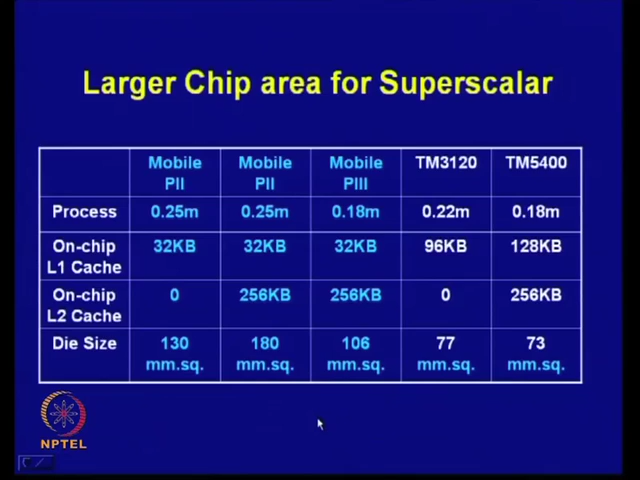 Larger Chip area for Superscalar
Mobile PII Mobile PII Mobile PIII TM3120 TM5400
Process 0.25m 0.25m 0.18m 0.22m 0.18m
On-chip L1 Cache 32KB 32KB 32KB 96KB 128KB
On-chip L2 Cache 0 256KB 256KB 0 256KB
Die Size 130 mm.sq. 180 mm.sq. 106 mm.sq. 77 mm.sq. 73 mm.sq.
NPTEL